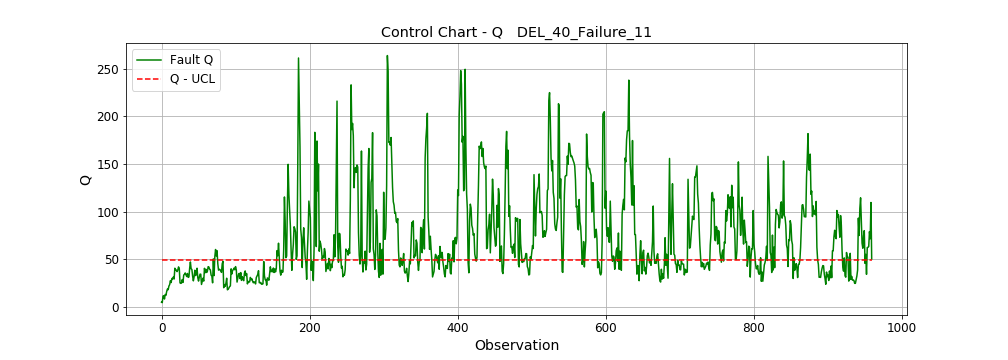 Control Chart - Q   DEL_40_Failure_11
Fault Q
Q - UCL
Q
250
200
150
100
50
0
0
200
400
600
800
1000
Observation